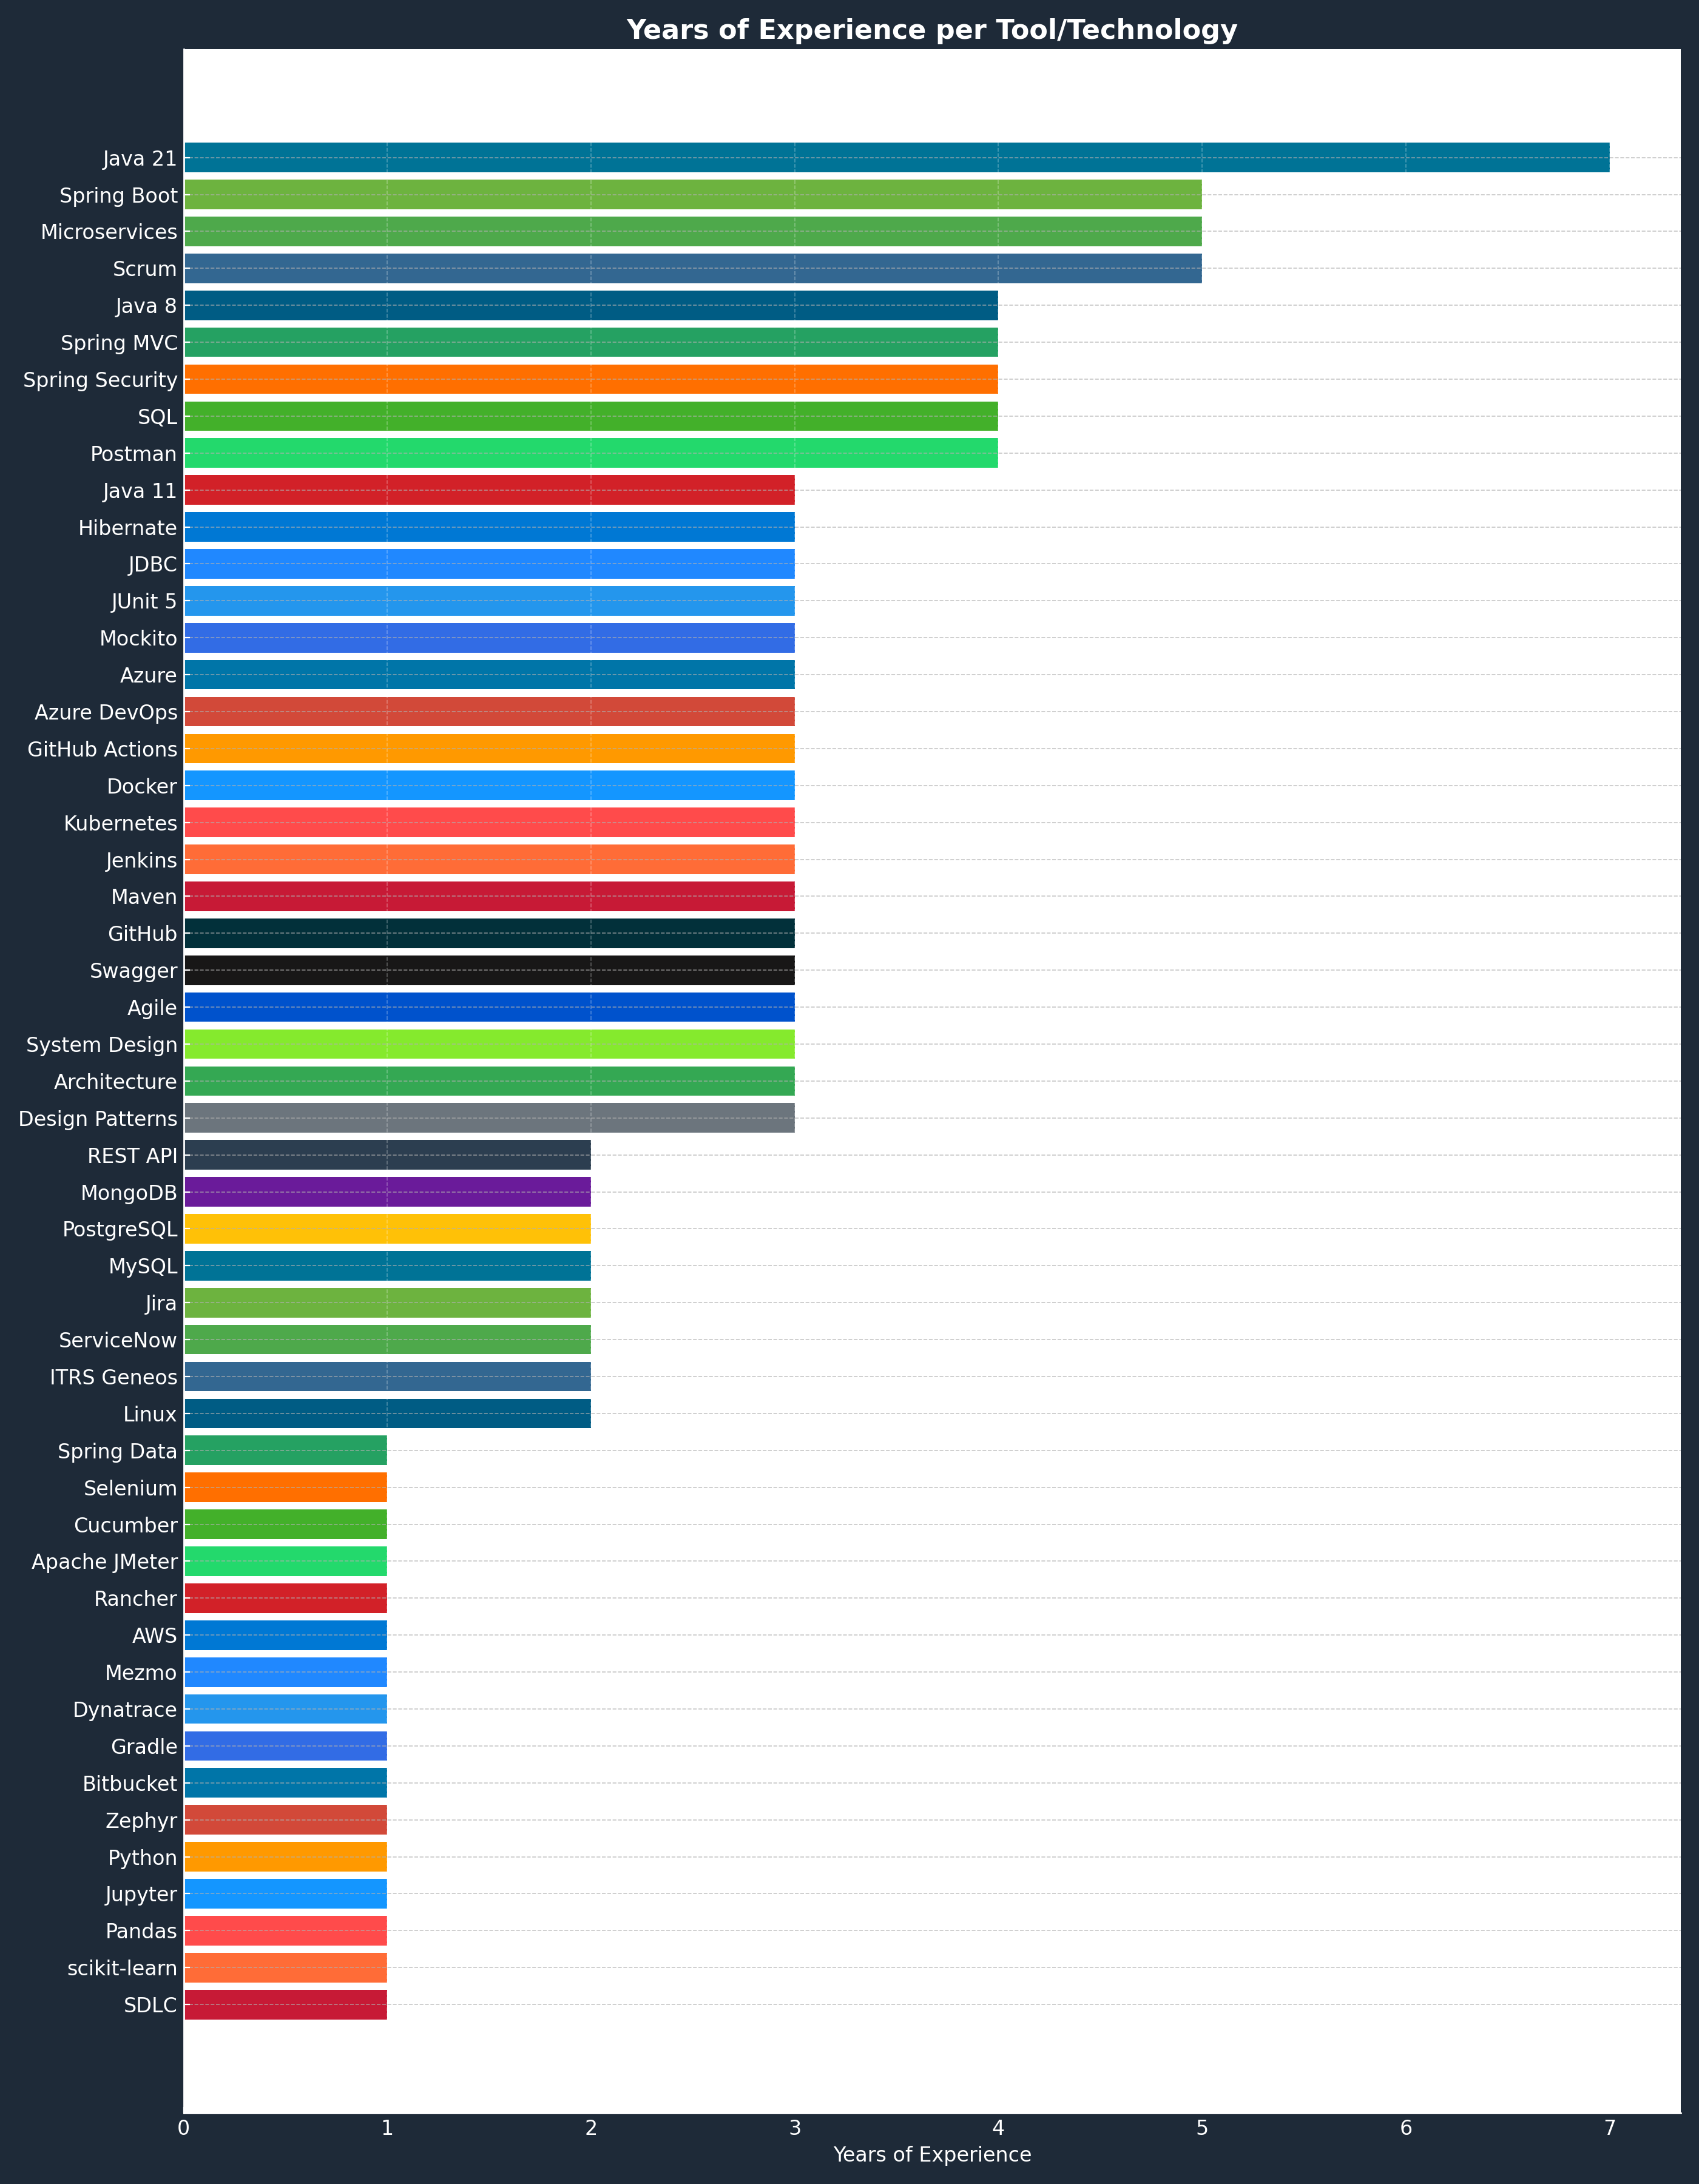 Years of Experience per Tool/Technology
Java 21
Spring Boot
Microservices
Scrum
Java 8
Spring MVC
Spring Security
SQL
Postman
Java 11
Hibernate
JDBC
JUnit 5
Mockito
Azure
Azure DevOps
GitHub Actions
Docker
Kubernetes
Jenkins
Maven
GitHub
Swagger
Agile
System Design
Architecture
Design Patterns
REST API
MongoDB
PostgreSQL
MySQL
Jira
ServiceNow
ITRS Geneos
Linux
Spring Data
Selenium
Cucumber
Apache JMeter
Rancher
AWS
Mezmo
Dynatrace
Gradle
Bitbucket
Zephyr
Python
Jupyter
Pandas
scikit-learn
SDLC
0 1 2 3 4 5 6 7
Years of Experience